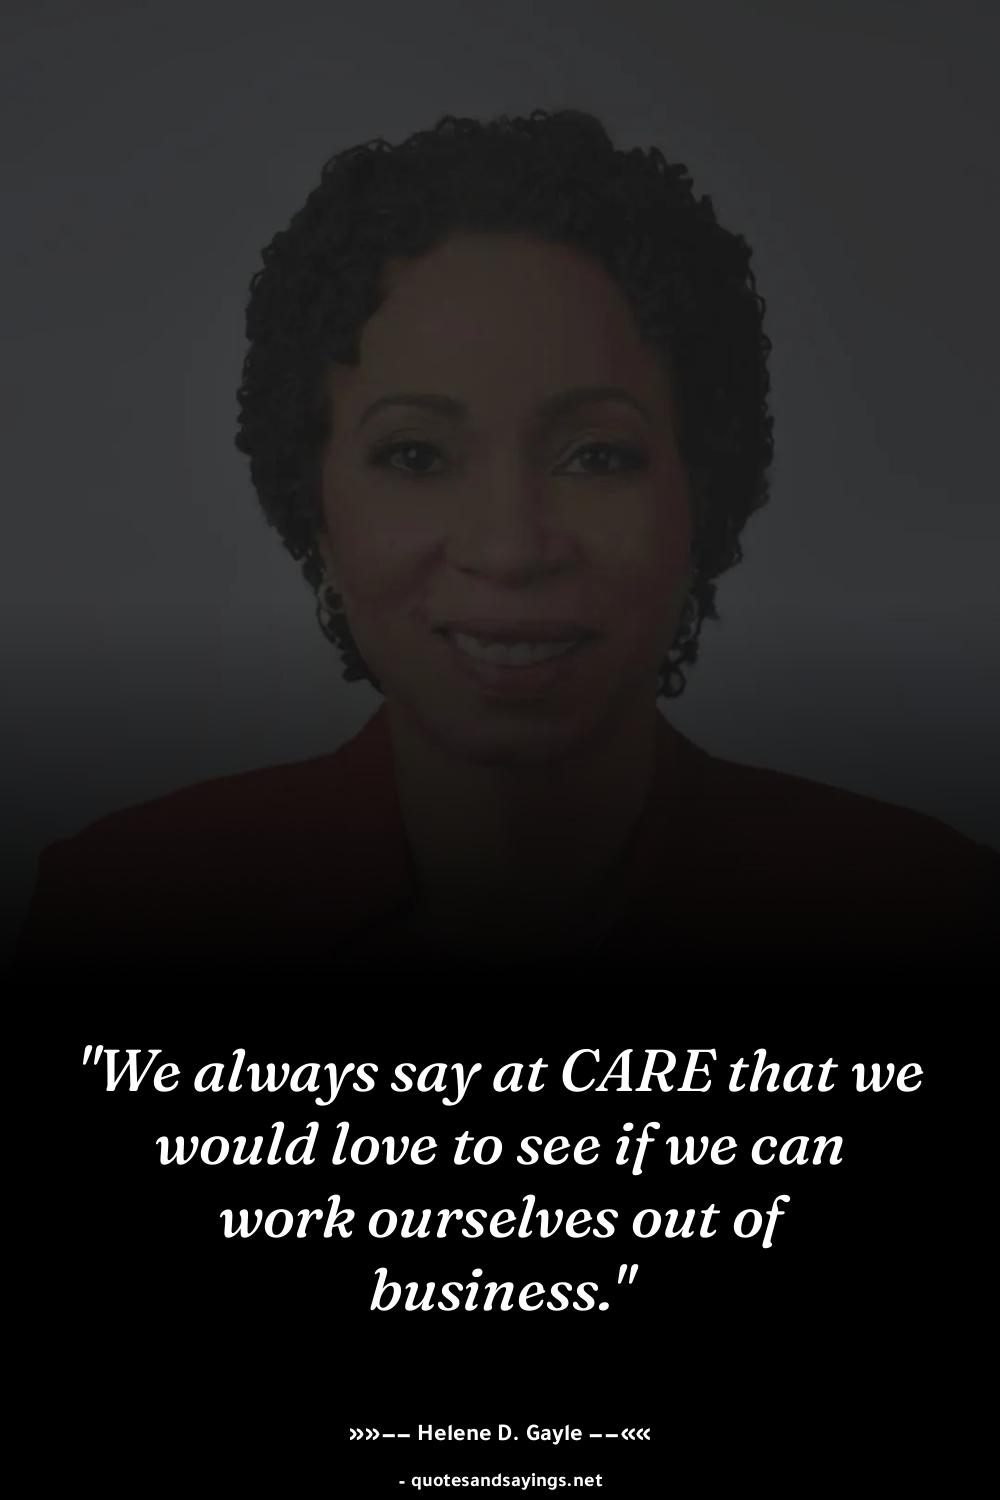 "We always say at CARE that we
would love to see if we can
work ourselves out of
business."
»»−− Helene D. Gayle −−««
- quotesandsayings.net